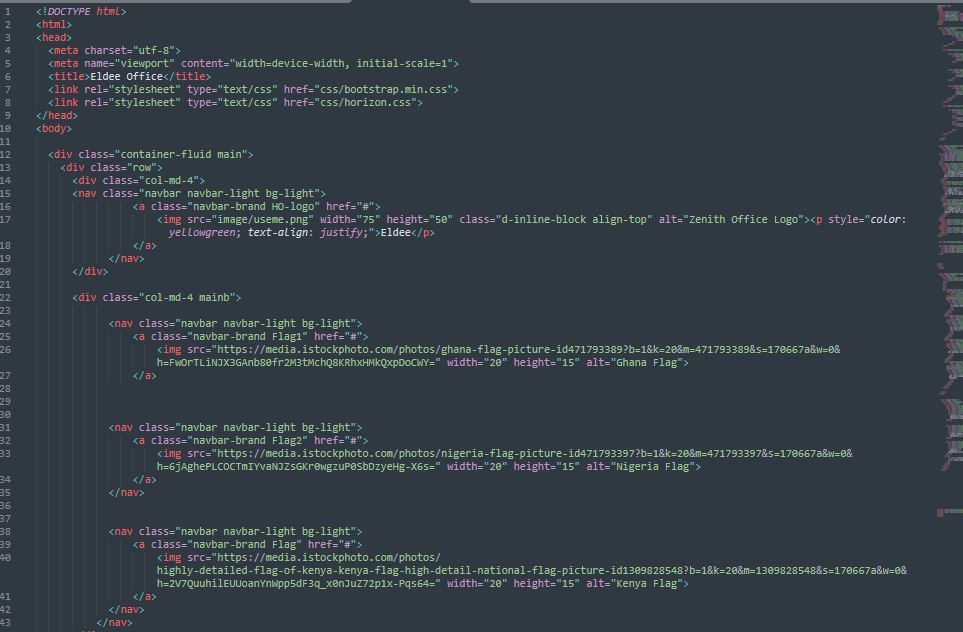 1 <!DOCTYPE html>
2 <html>
3 <head>
4 <meta charset="utf-8">
5 <meta name="viewport" content="width=device-width, initial-scale=1">
6 <title>Eldee Office</title>
7 <link rel="stylesheet" type="text/css" href="css/bootstrap.min.css">
8 <link rel="stylesheet" type="text/css" href="css/horizon.css">
9 </head>
10 <body>
11
12 <div class="container-fluid main">
13 <div class="row">
14 <div class="col-md-4">
15 <nav class="navbar navbar-light bg-light">
16 <a class="navbar-brand HO-logo" href="#">
17 <img src="image/useme.png" width="75" height="50" class="d-inline-block align-top" alt="Zenith Office Logo"><p style="color:
yellowgreen; text-align: justify;">Eldee</p>
18 </a>
19 </nav>
20 </div>
21
22 <div class="col-md-4 mainb">
23
24 <nav class="navbar navbar-light bg-light">
25 <a class="navbar-brand Flag1" href="#">
26 <img src="https://media.istockphoto.com/photos/ghana-flag-picture-id471793389?b=1&k=20&m=471793389&s=170667a&w=0&
h=FwOrTLiNJX3GAnb80fr2M3tMchQ8KRhxHMkQxpDoCWY=" width="20" height="15" alt="Ghana Flag">
27 </a>
28
29
30
31 <nav class="navbar navbar-light bg-light">
32 <a class="navbar-brand Flag2" href="#">
33 <img src="https://media.istockphoto.com/photos/nigeria-flag-picture-id471793397?b=1&k=20&m=471793397&s=170667a&w=0&
h=6jAghePLCOCTmIYvaNJZsGKr0wgzuP0SbDzyeHg-X6s=" width="20" height="15" alt="Nigeria Flag">
34 </a>
35 </nav>
36
37
38 <nav class="navbar navbar-light bg-light">
39 <a class="navbar-brand Flag" href="#">
40 <img src="https://media.istockphoto.com/photos/
highly-detailed-flag-of-kenya-kenya-flag-high-detail-national-flag-picture-id1309828548?b=1&k=20&m=1309828548&s=170667a&w=0&
h=2V7QuuhilEUUoanYnWpp5dF3q_x0nJuZ72p1x-Pqs64=" width="20" height="15" alt="Kenya Flag">
41 </a>
42 </nav>
43 </nav>